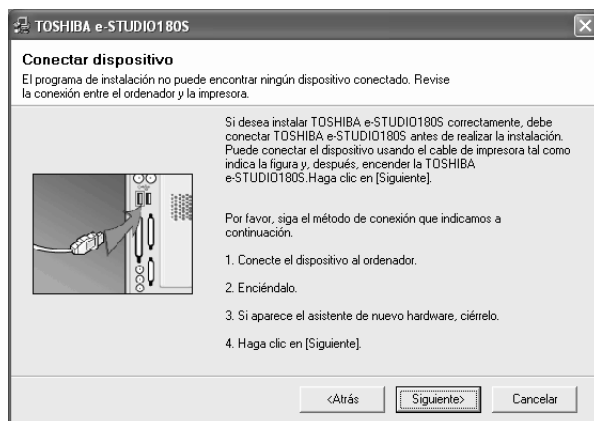 TOSHIBA e-STUDIO180S
Conectar dispositivo
El programa de instalación no puede encontrar ningún dispositivo conectado. Revise
la conexión entre el ordenador y la impresora.
Si desea instalar TOSHIBA e-STUDIO180S correctamente, debe
conectar TOSHIBA e-STUDIO180S antes de realizar la instalación.
Puede conectar el dispositivo usando el cable de impresora tal como
indica la figura y, después, encender la TOSHIBA
e-STUDIO180S.Haga clic en [Siguiente].
Por favor, siga el método de conexión que indicamos a
continuación.
1. Conecte el dispositivo al ordenador.
2. Enciéndalo.
3. Si aparece el asistente de nuevo hardware, ciérrelo.
4. Haga clic en [Siguiente].
<Atrás
Siguiente>
Cancelar